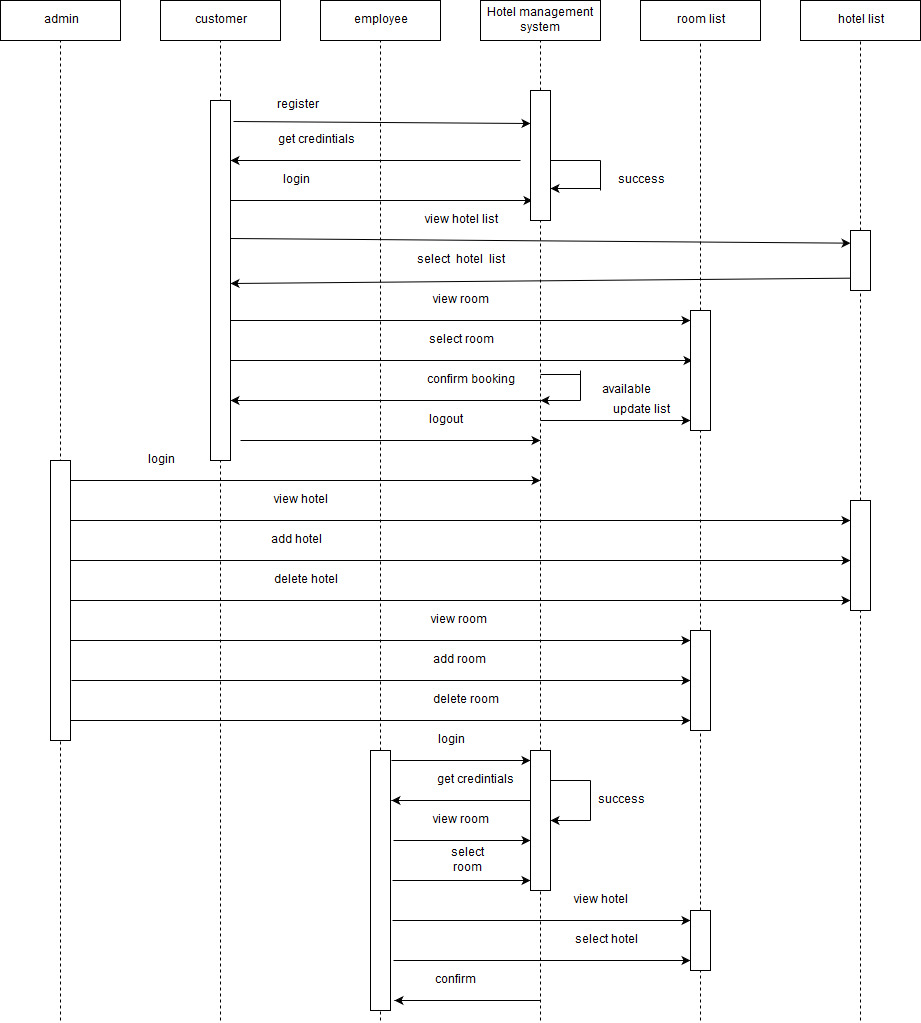 admin
customer
employee
Hotel management
system
room list
hotel list
register
get credintials
login
success
view hotel list
select hotel list
view room
select room
confirm booking
available
update list
logout
login
view hotel
add hotel
delete hotel
view room
add room
delete room
login
get credintials
success
view room
select
room
view hotel
select hotel
confirm